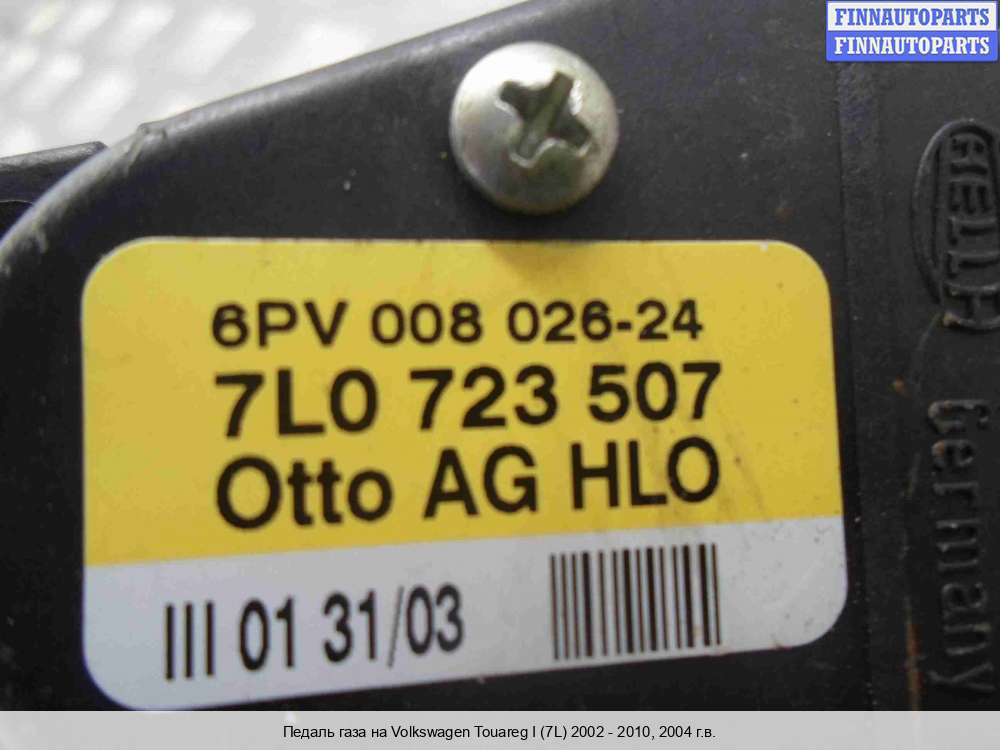 FINNAUTOPARTS
FINNAUTOPARTS
HELLA
Germany
6PV 008 026-24
7L0 723 507
Otto AG HLO
III 01 31/03
Педаль газа на Volkswagen Touareg I (7L) 2002 - 2010, 2004 г.в.